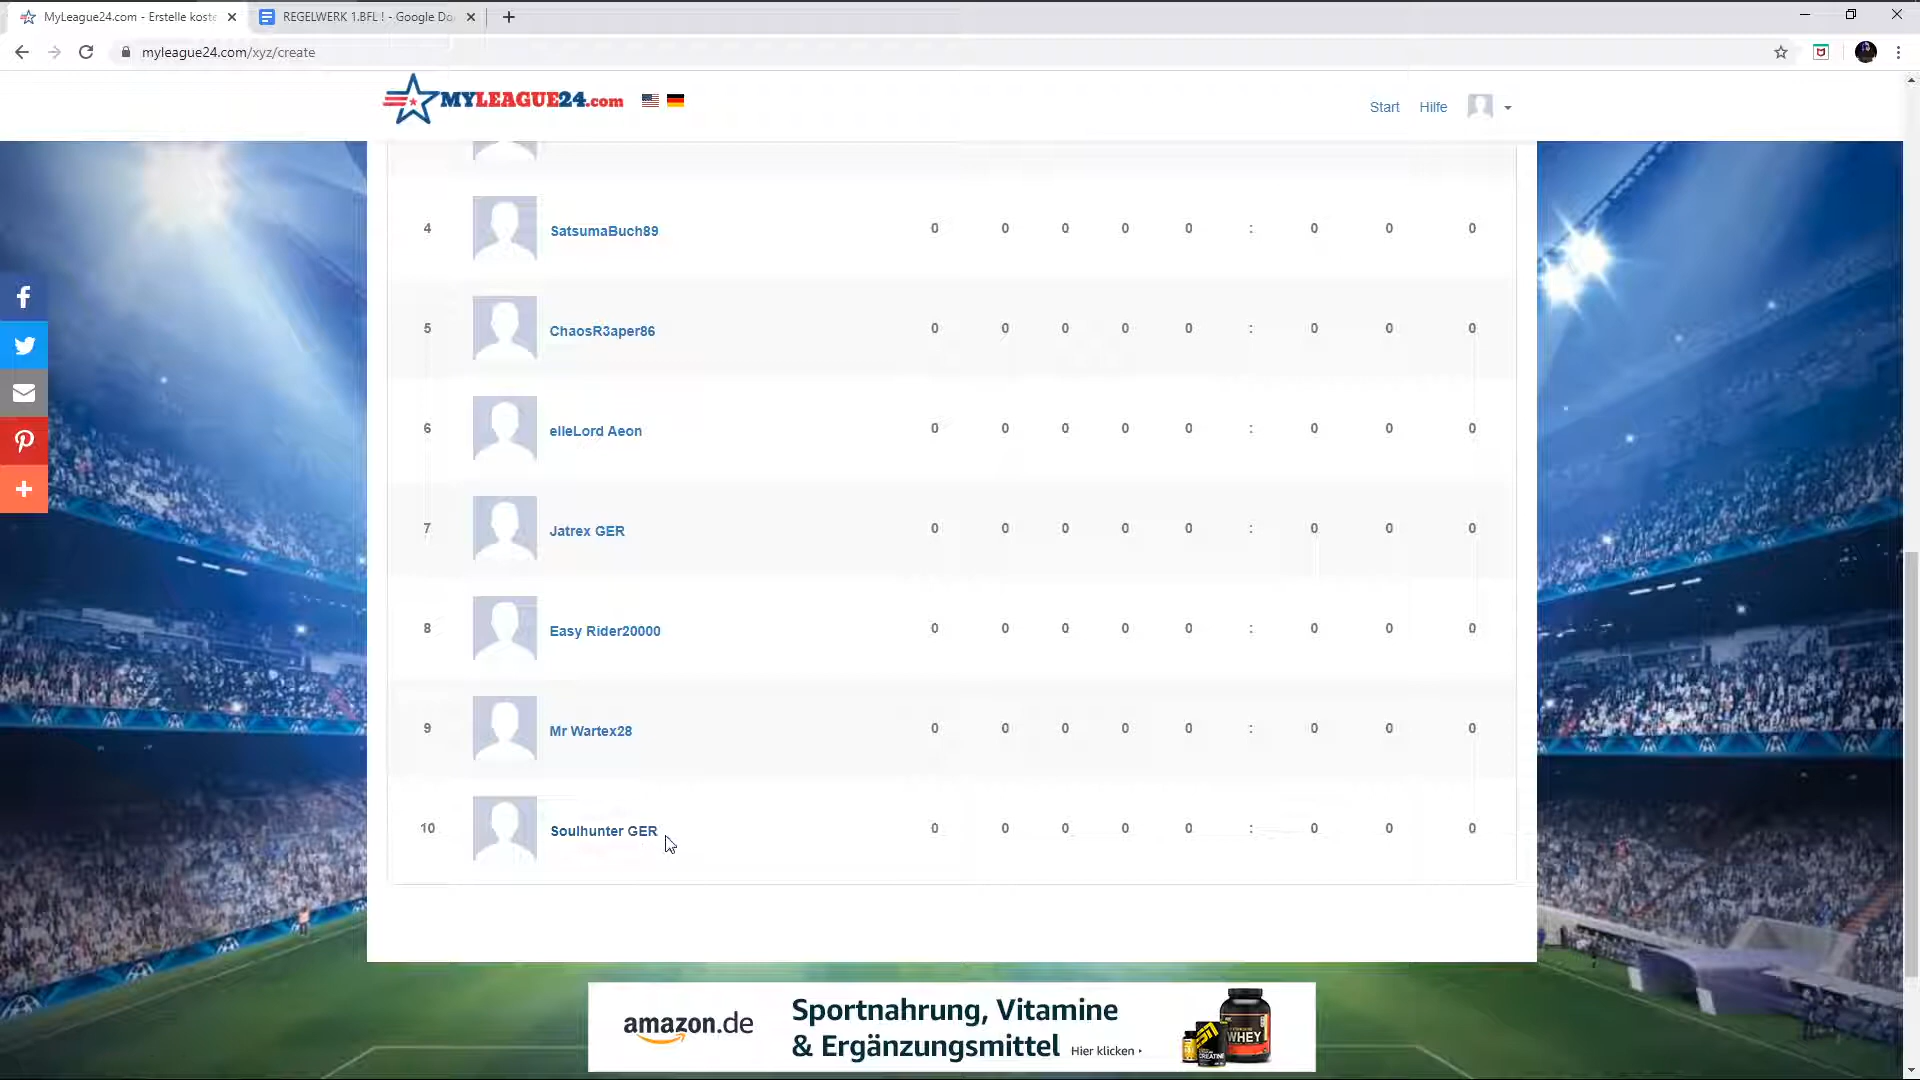 MyLeague24.com - Erstelle koste
REGELWERK 1.BFL ! - Google Do
myleague24.com/xyz/create
MYLEAGUE24.com
Start
Hilfe
4 SatsumaBuch89 0 0 0 0 0 : 0 0 0
5 ChaosR3aper86 0 0 0 0 0 : 0 0 0
6 elleLord Aeon 0 0 0 0 0 : 0 0 0
7 Jatrex GER 0 0 0 0 0 : 0 0 0
8 Easy Rider20000 0 0 0 0 0 : 0 0 0
9 Mr Wartex28 0 0 0 0 0 : 0 0 0
10 Soulhunter GER 0 0 0 0 0 : 0 0 0
amazon.de
Sportnahrung, Vitamine
& Ergänzungsmittel Hier klicken
WHEY
CREATINE